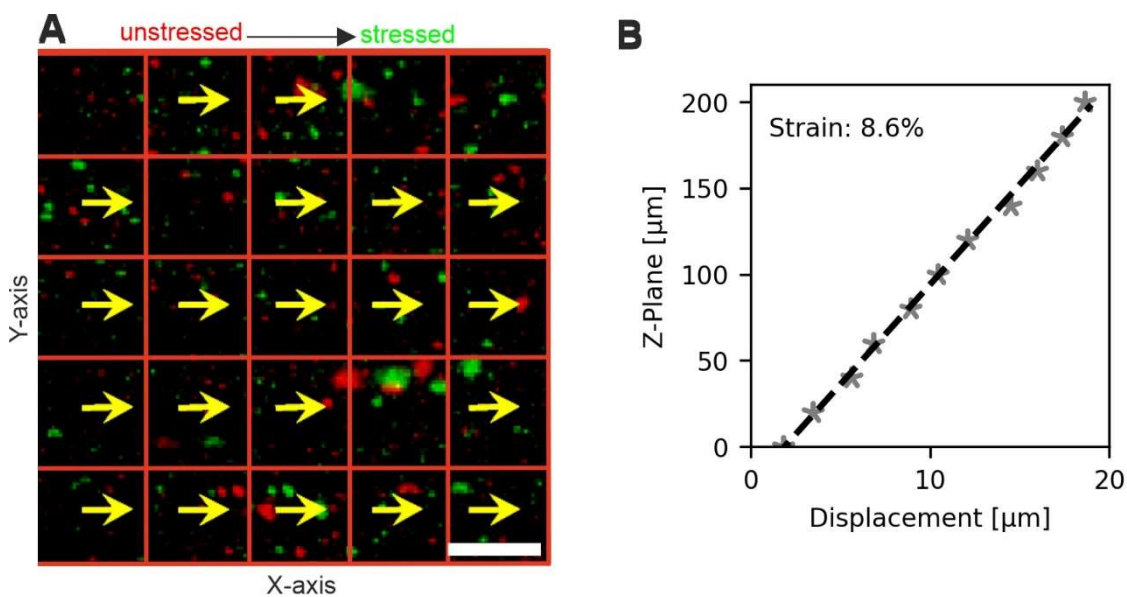 A
unstressed
stressed
Y-axis
X-axis
B
Strain: 8.6%
Z-Plane [μm]
200
150
100
50
0
0
10
20
Displacement [μm]